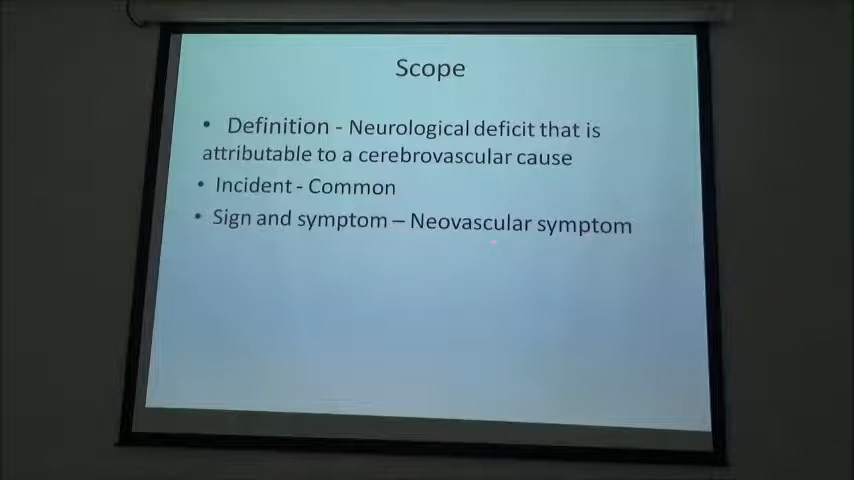 Scope
• Definition - Neurological deficit that is
attributable to a cerebrovascular cause
• Incident - Common
• Sign and symptom – Neovascular symptom